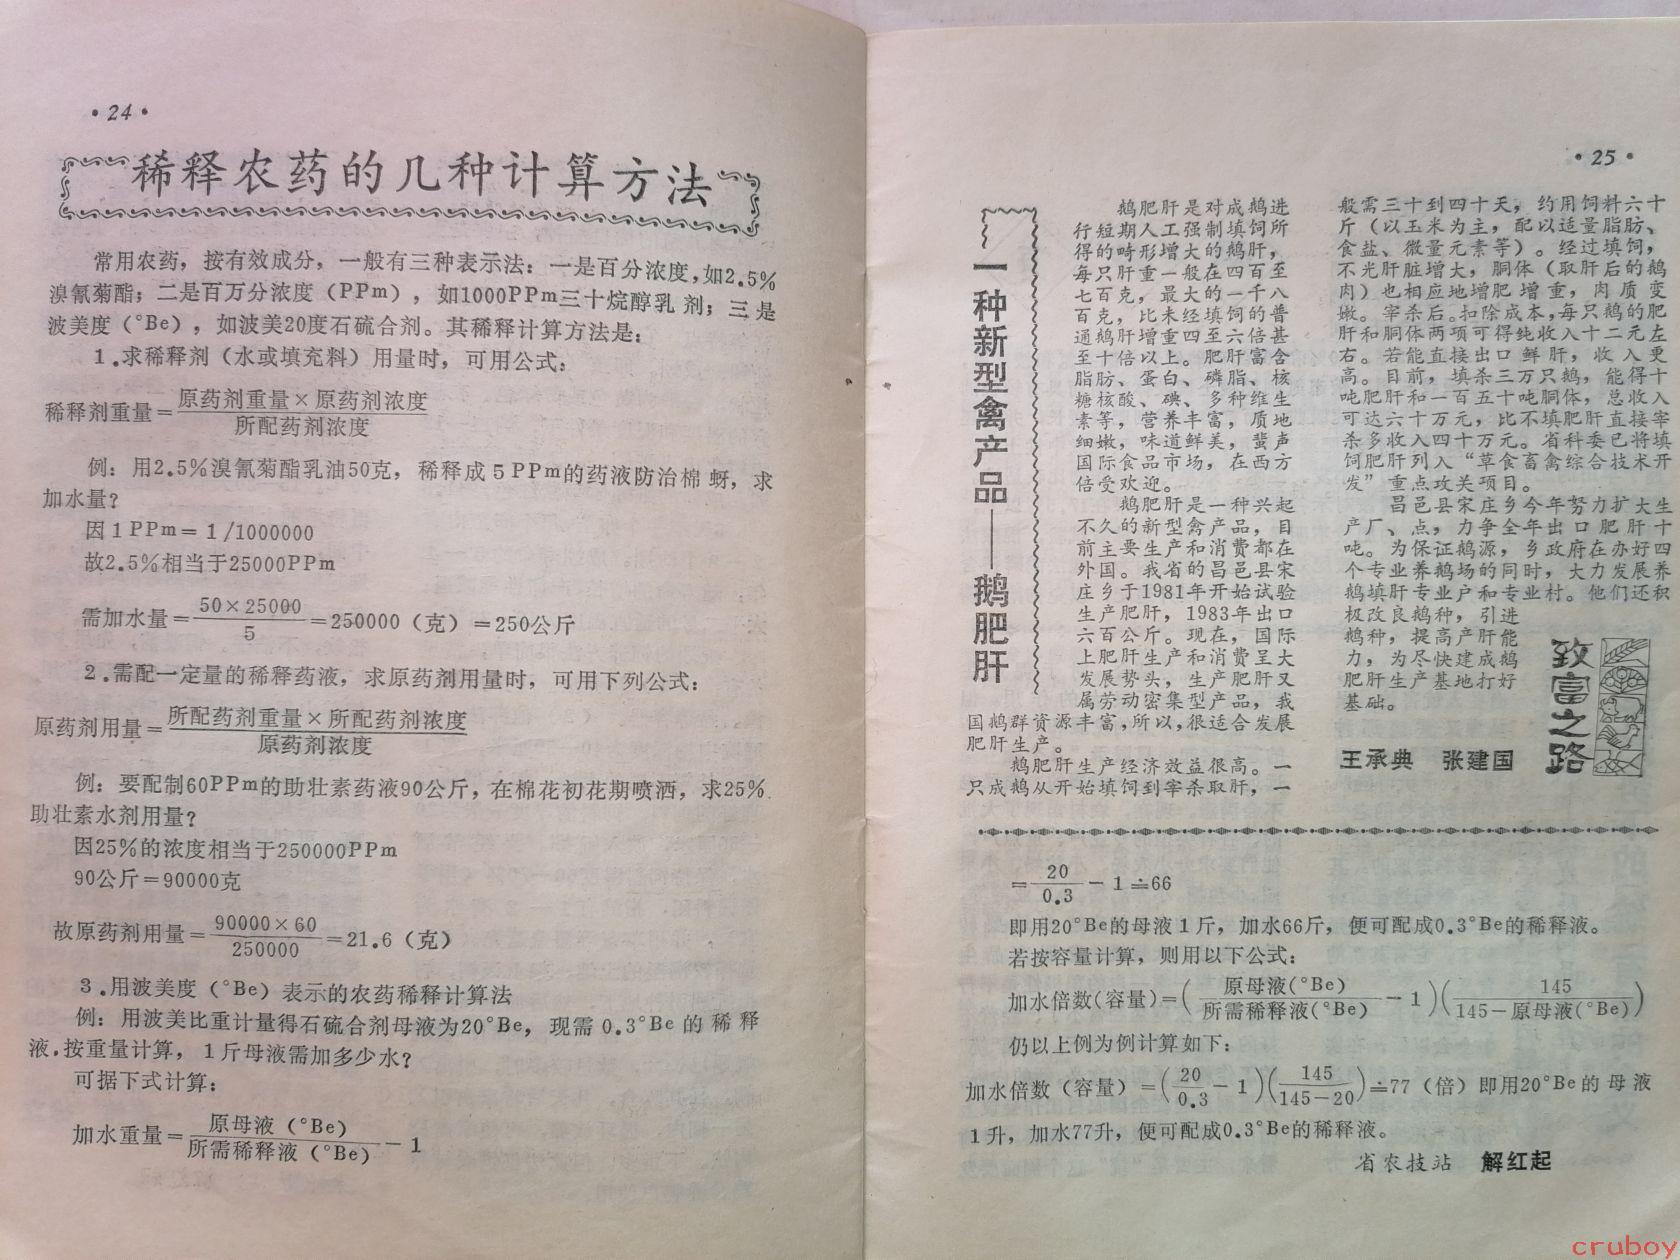 ·24·
稀释农药的几种计算方法
常用农药，按有效成分，一般有三种表示法：一是百分浓度，如2.5%
溴氰菊酯；二是百万分浓度（PPm），如1000PPm三十烷醇乳剂；三是
波美度（°Be），如波美20度石硫合剂。其稀释计算方法是：
1.求稀释剂（水或填充料）用量时，可用公式：
稀释剂重量＝原药剂重量×原药剂浓度/所配药剂浓度
例：用2.5%溴氰菊酯乳油50克，稀释成5PPm的药液防治棉蚜，求
加水量？
因1PPm＝1/1000000
故2.5%相当于25000PPm
需加水量＝50×25000/5＝250000（克）＝250公斤
2.需配一定量的稀释药液，求原药剂用量时，可用下列公式：
原药剂用量＝所配药剂重量×所配药剂浓度/原药剂浓度
例：要配制60PPm的助壮素药液90公斤，在棉花初花期喷洒，求25%
助壮素水剂用量？
因25%的浓度相当于250000PPm
90公斤＝90000克
故原药剂用量＝90000×60/250000＝21.6（克）
3.用波美度（°Be）表示的农药稀释计算法
例：用波美比重计量得石硫合剂母液为20°Be，现需0.3°Be的稀释
液.按重量计算，1斤母液需加多少水？
可据下式计算：
加水重量＝原母液（°Be）/所需稀释液（°Be）－1
·25·
一种新型禽产品——鹅肥肝
鹅肥肝是对成鹅进
行短期人工强制填饲所
得的畸形增大的鹅肝，
每只肝重一般在四百至
七百克，最大的一千八
百克，比未经填饲的普
通鹅肝增重四至六倍甚
至十倍以上。肥肝富含
脂肪、蛋白、磷脂、核
糖核酸、碘、多种维生
素等，营养丰富，质地
细嫩，味道鲜美，蜚声
国际食品市场，在西方
倍受欢迎。
鹅肥肝是一种兴起
不久的新型禽产品，目
前主要生产和消费都在
外国。我省的昌邑县宋
庄乡于1981年开始试验
生产肥肝，1983年出口
六百公斤。现在，国际
上肥肝生产和消费呈大
发展势头，生产肥肝又
属劳动密集型产品，我
国鹅群资源丰富，所以，很适合发展
肥肝生产。
鹅肥肝生产经济效益很高。一
只成鹅从开始填饲到宰杀取肝，一
般需三十到四十天，约用饲料六十
斤（以玉米为主，配以适量脂肪、
食盐、微量元素等）。经过填饲，
不光肝脏增大，胴体（取肝后的鹅
肉）也相应地增肥增重，肉质变
嫩。宰杀后。扣除成本，每只鹅的肥
肝和胴体两项可得纯收入十二元左
右。若能直接出口鲜肝，收入更
高。目前，填杀三万只鹅，能得十
吨肥肝和一百五十吨胴体，总收入
可达六十万元，比不填肥肝直接宰
杀多收入四十万元。省科委已将填
饲肥肝列入“草食畜禽综合技术开
发”重点攻关项目。
昌邑县宋庄乡今年努力扩大生
产厂、点，力争全年出口肥肝十
吨。为保证鹅源，乡政府在办好四
个专业养鹅场的同时，大力发展养
鹅填肝专业户和专业村。他们还积
极改良鹅种，引进
鹅种，提高产肝能
力，为尽快建成鹅
肥肝生产基地打好
基础。
王承典　张建国
致富之路
＝20/0.3－1≐66
即用20°Be的母液1斤，加水66斤，便可配成0.3°Be的稀释液。
若按容量计算，则用以下公式：
加水倍数(容量)＝(原母液(°Be)/所需稀释液(°Be)－1)(145/145－原母液(°Be))
仍以上例为例计算如下：
加水倍数（容量）＝(20/0.3－1)(145/145－20)≐77（倍）即用20°Be的母液
1升，加水77升，便可配成0.3°Be的稀释液。
省农技站　解红起
cruboy